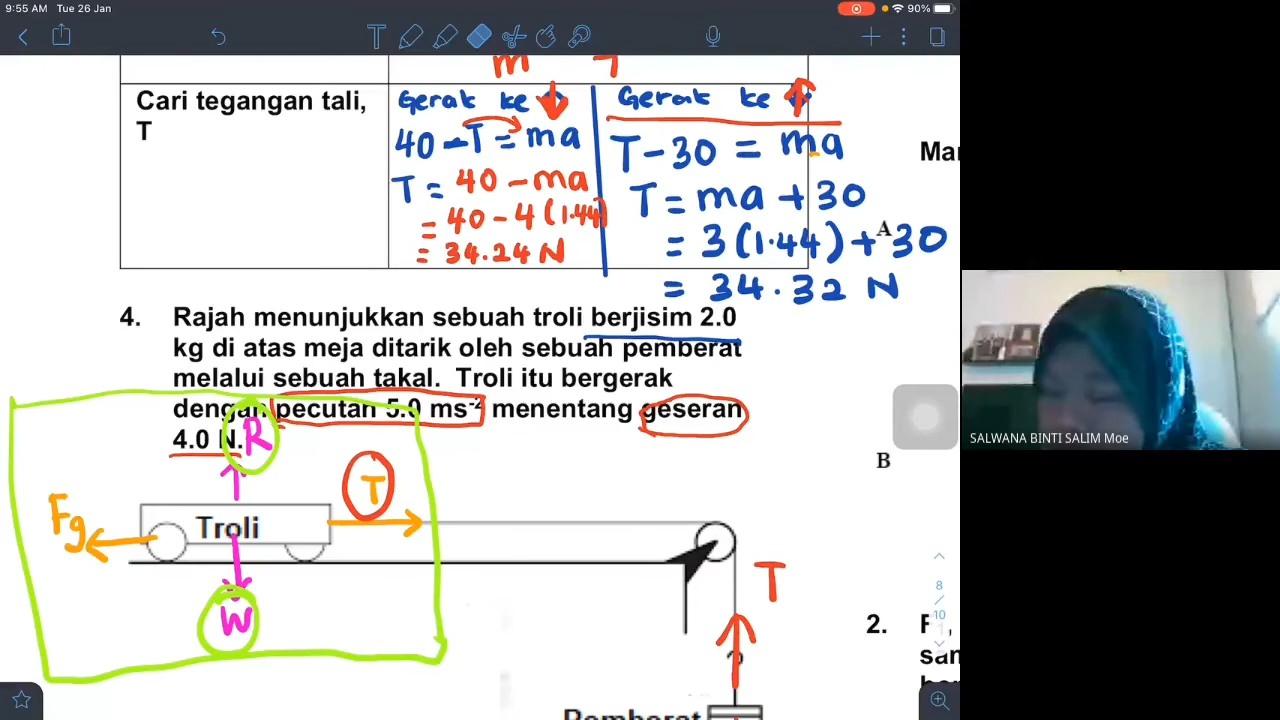 9:55 AM Tue 26 Jan
90%
Cari tegangan tali,
T
Gerak ke
40 - T = ma
T = 40 - ma
= 40 - 4 (1.44)
= 34.24 N
Gerak ke
T - 30 = ma
T = ma + 30
= 3 (1.44) + 30
= 34.32 N
4. Rajah menunjukkan sebuah troli berjisim 2.0
kg di atas meja ditarik oleh sebuah pemberat
melalui sebuah takal. Troli itu bergerak
dengan pecutan 5.0 ms-2 menentang geseran
4.0 N.
R
T
Fg
Troli
W
T
Pemberat
A
B
2.
8
/
10
SALWANA BINTI SALIM Moe